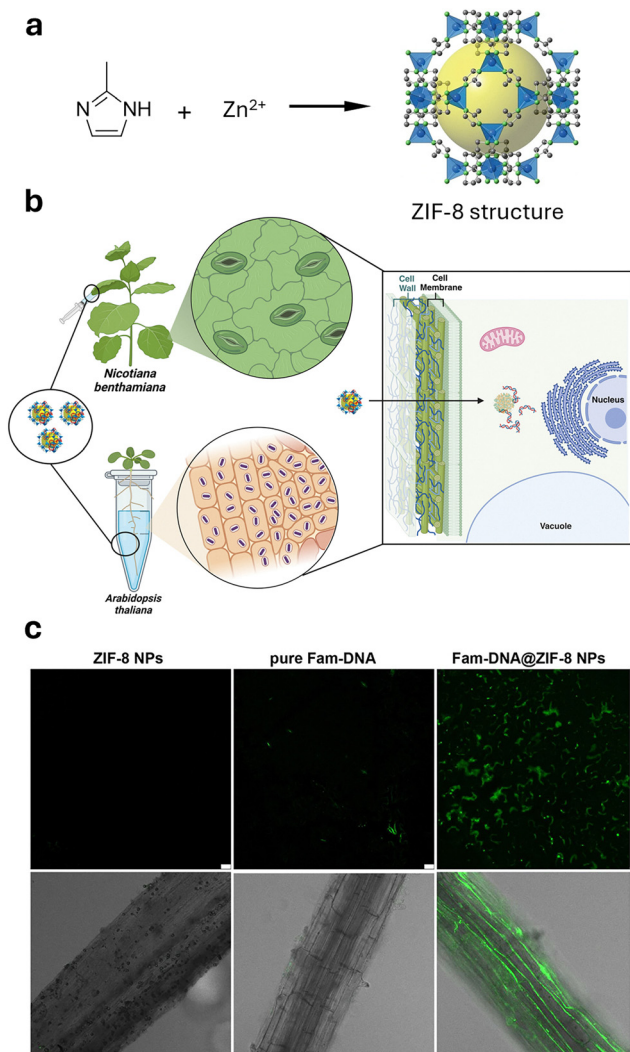 a
N
NH
+
Zn²⁺
ZIF-8 structure
b
Nicotiana
benthamiana
Cell
Wall
Cell
Membrane
Nucleus
Vacuole
Arabidopsis
thaliana
c
ZIF-8 NPs
pure Fam-DNA
Fam-DNA@ZIF-8 NPs